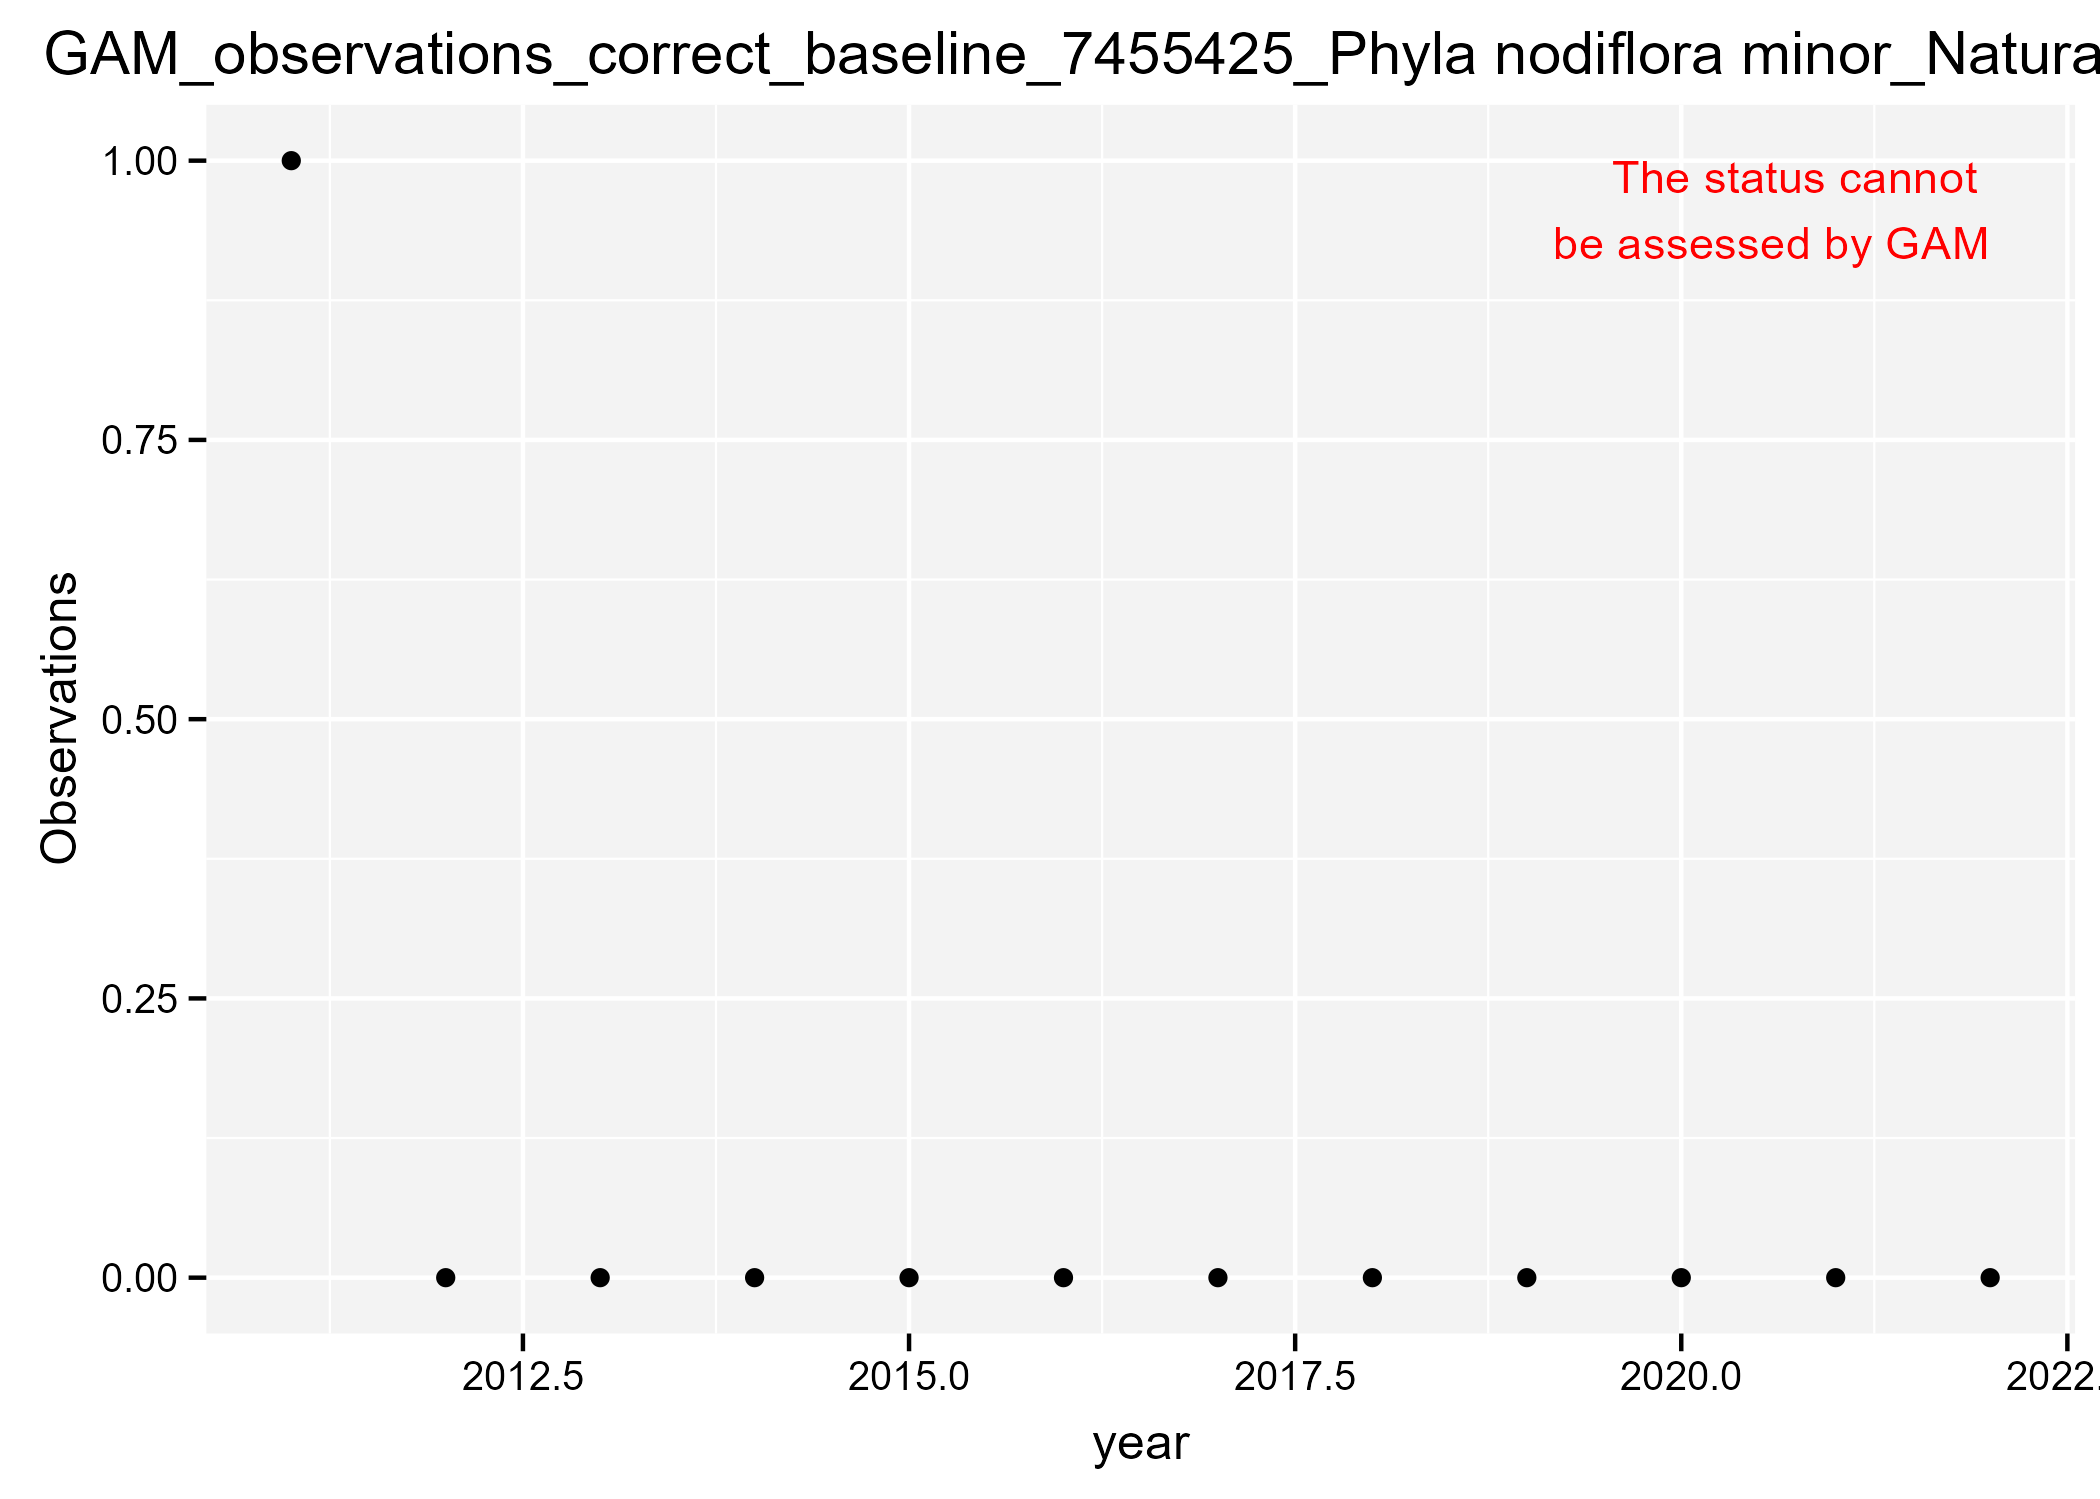 GAM_observations_correct_baseline_7455425_Phyla nodiflora minor_Natura
1.00
The status cannot
be assessed by GAM
0.75
0.50
Observations
0.25
0.00
2012.5 2015.0 2017.5 2020.0 2022.
year